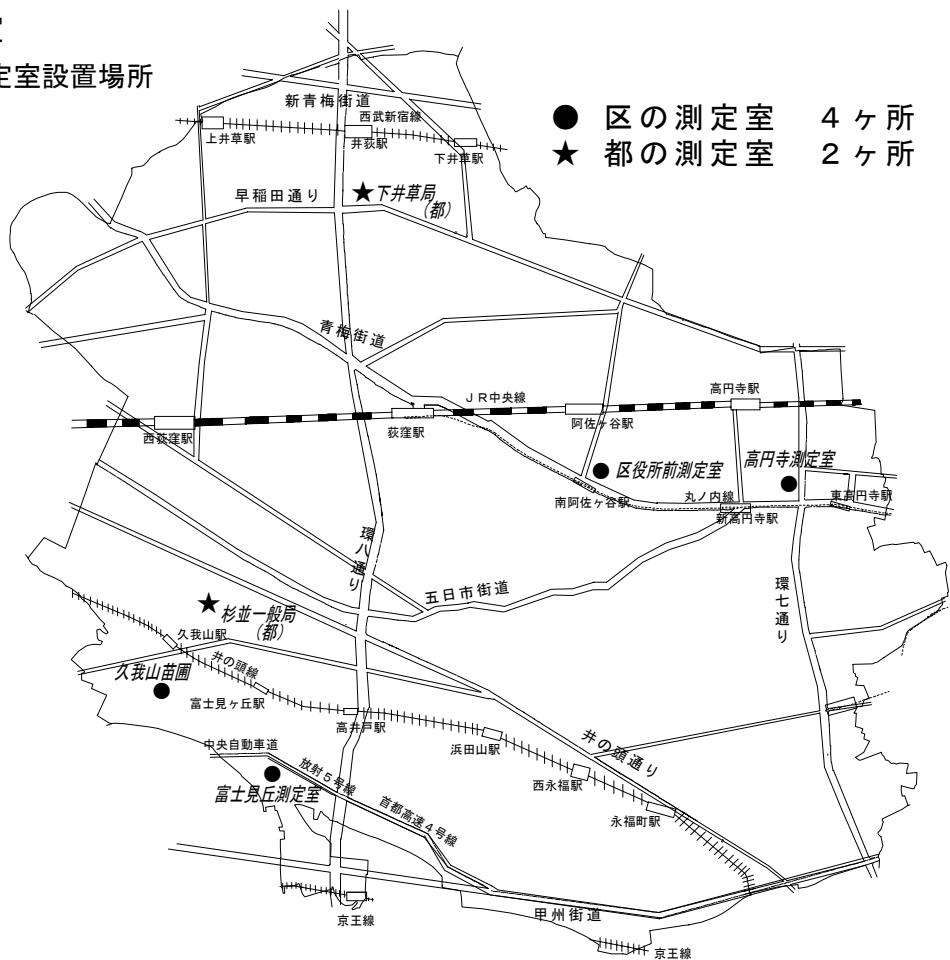 定室設置場所
● 区の測定室 4ヶ所
★ 都の測定室 2ヶ所
新青梅街道
西武新宿線
上井草駅
井荻駅
下井草駅
早稲田通り
★下井草局
(都)
青梅街道
JR中央線
高円寺駅
西荻窪駅
荻窪駅
阿佐ヶ谷駅
区役所前測定室
高円寺測定室
南阿佐ヶ谷駅
丸ノ内線
新高円寺駅
東高円寺駅
環八通り
五日市街道
環七通り
★杉並一般局
(都)
久我山駅
久我山苗圃
井の頭線
富士見ヶ丘駅
高井戸駅
浜田山駅
井の頭通り
西永福駅
永福町駅
中央自動車道
放射5号線
富士見丘測定室
首都高速4号線
甲州街道
京王線
京王線